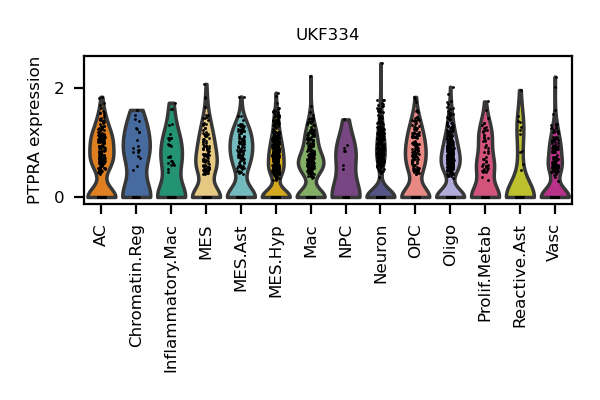 UKF334
PTPRA expression
2
0
AC
Chromatin.Reg
Inflammatory.Mac
MES
MES.Ast
MES.Hyp
Mac
NPC
Neuron
OPC
Oligo
Prolif.Metab
Reactive.Ast
Vasc